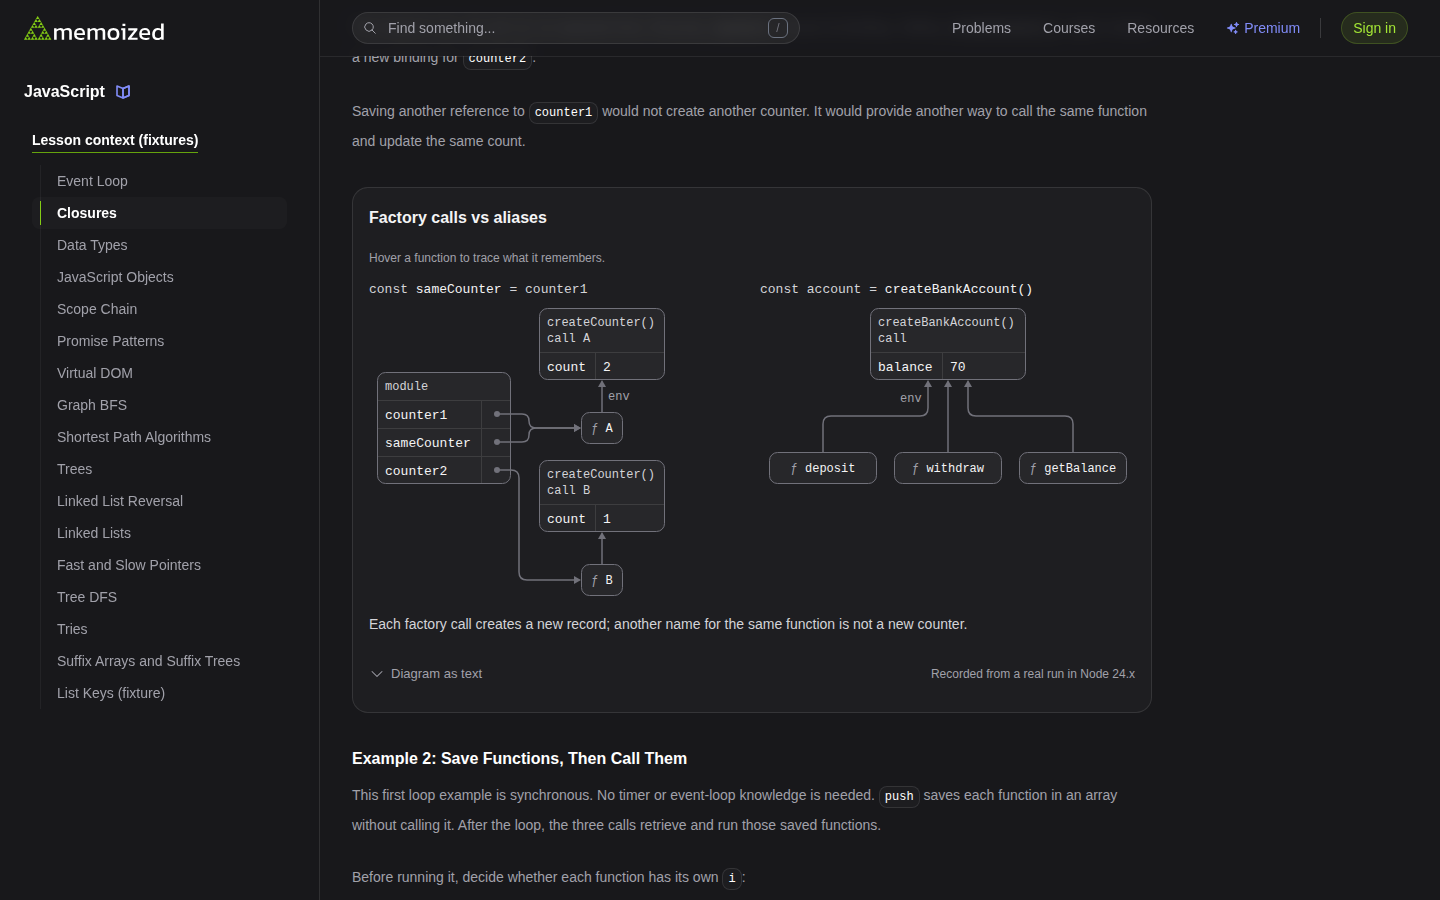 memoized
Find something...
/
Problems
Courses
Resources
Premium
Sign in
JavaScript
Lesson context (fixtures)
Event Loop
Closures
Data Types
JavaScript Objects
Scope Chain
Promise Patterns
Virtual DOM
Graph BFS
Shortest Path Algorithms
Trees
Linked List Reversal
Linked Lists
Fast and Slow Pointers
Tree DFS
Tries
Suffix Arrays and Suffix Trees
List Keys (fixture)
a new binding for counter2.
Saving another reference to counter1 would not create another counter. It would provide another way to call the same function
and update the same count.
Factory calls vs aliases
Hover a function to trace what it remembers.
const sameCounter = counter1
createCounter()
call A
count 2
module
counter1
sameCounter
counter2
env
ƒ A
createCounter()
call B
count 1
ƒ B
const account = createBankAccount()
createBankAccount()
call
balance 70
env
ƒ deposit
ƒ withdraw
ƒ getBalance
Each factory call creates a new record; another name for the same function is not a new counter.
Diagram as text
Recorded from a real run in Node 24.x
Example 2: Save Functions, Then Call Them
This first loop example is synchronous. No timer or event-loop knowledge is needed. push saves each function in an array
without calling it. After the loop, the three calls retrieve and run those saved functions.
Before running it, decide whether each function has its own i: